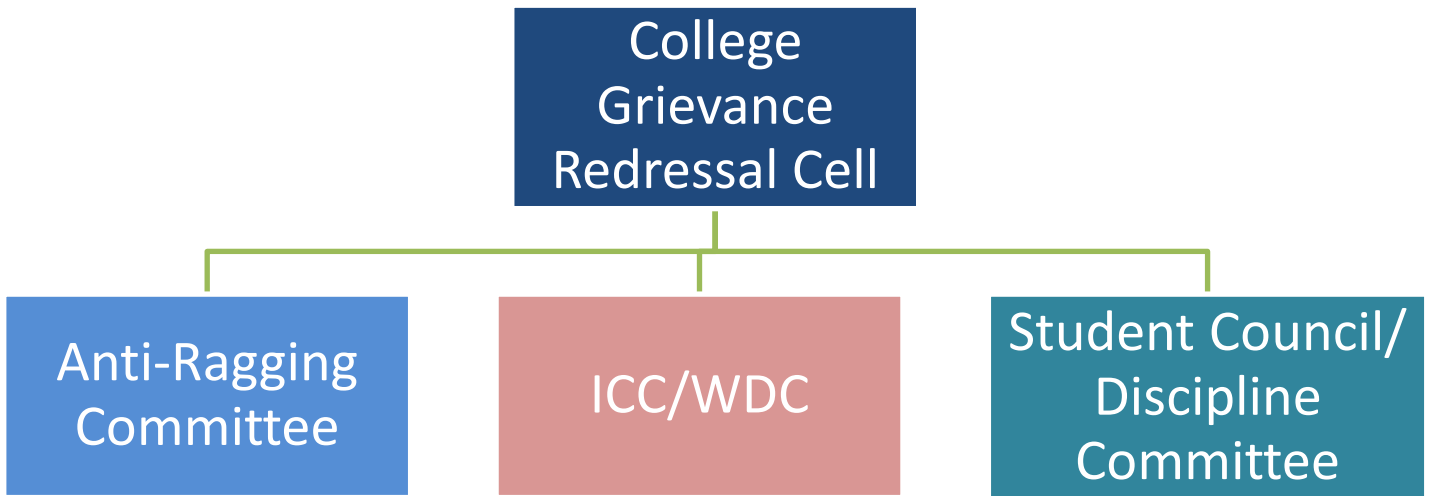 College
Grievance
Redressal Cell
Anti-Ragging
Committee
ICC/WDC
Student Council/
Discipline
Committee